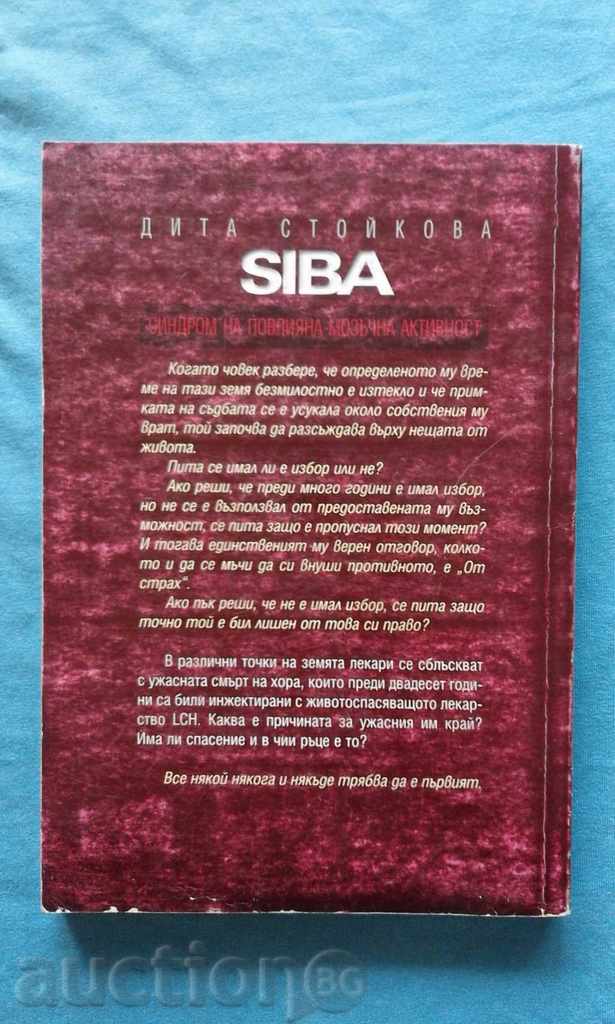 ДИТА СТОЙКОВА
SIBA
СИНДРОМ НА ПОВЛИЯНА МОЗЪЧНА АКТИВНОСТ
Когато човек разбере, че определеното му вре-
ме на тази земя безмилостно е изтекло и че прим-
ката на съдбата се е усукала около собствения му
врат, той започва да разсъждава върху нещата от
живота.
Пита се имал ли е избор или не?
Ако реши, че преди много години е имал избор,
но не се е възползвал от предоставената му въз-
можност, се пита защо е пропуснал този момент?
И тогава единственият му верен отговор, колко-
то и да се мъчи да си внуши противното, е „От
страх“.
Ако пък реши, че не е имал избор, се пита защо
точно той е бил лишен от това си право?
В различни точки на земята лекари се сблъскват
с ужасната смърт на хора, които преди двадесет годи-
ни са били инжектирани с животоспасяващото лекар-
ство LCH. Каква е причината за ужасния им край?
Има ли спасение и в чии ръце е то?
Все някой някога и някъде трябва да е първият.
auctionBG